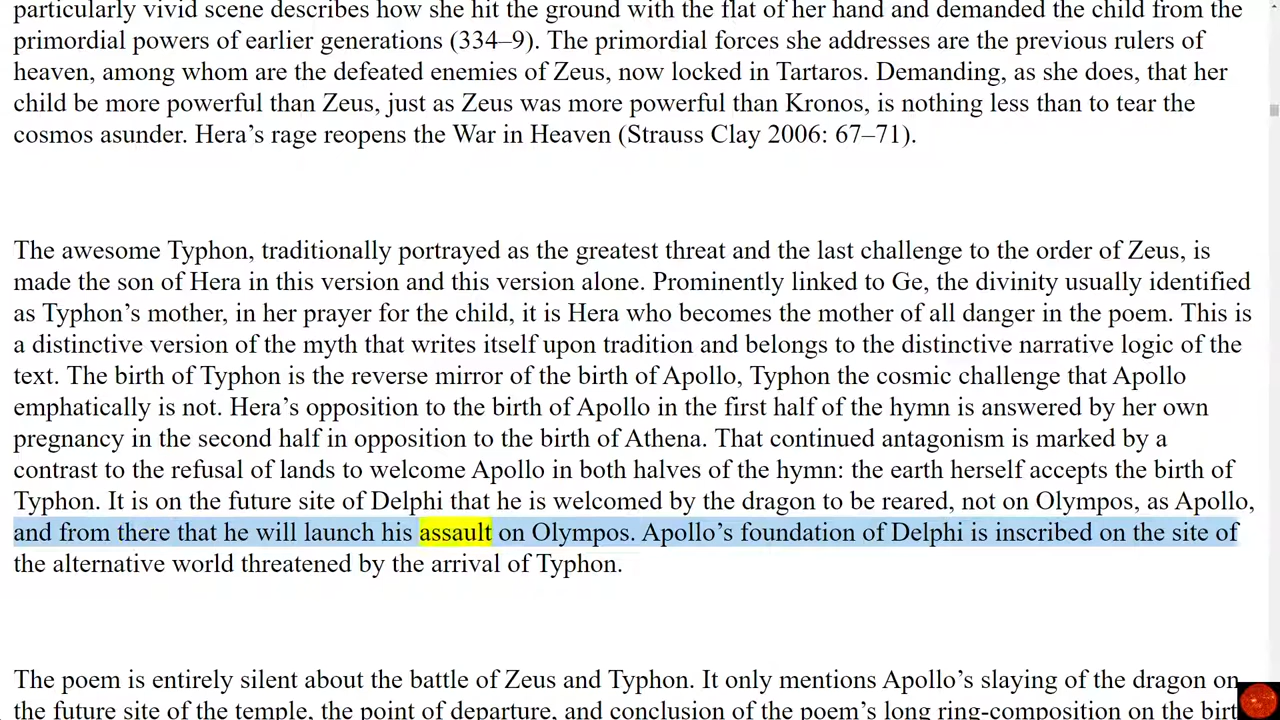 particularly vivid scene describes how she hit the ground with the flat of her hand and demanded the child from the
primordial powers of earlier generations (334–9). The primordial forces she addresses are the previous rulers of
heaven, among whom are the defeated enemies of Zeus, now locked in Tartaros. Demanding, as she does, that her
child be more powerful than Zeus, just as Zeus was more powerful than Kronos, is nothing less than to tear the
cosmos asunder. Hera’s rage reopens the War in Heaven (Strauss Clay 2006: 67–71).
The awesome Typhon, traditionally portrayed as the greatest threat and the last challenge to the order of Zeus, is
made the son of Hera in this version and this version alone. Prominently linked to Ge, the divinity usually identified
as Typhon’s mother, in her prayer for the child, it is Hera who becomes the mother of all danger in the poem. This is
a distinctive version of the myth that writes itself upon tradition and belongs to the distinctive narrative logic of the
text. The birth of Typhon is the reverse mirror of the birth of Apollo, Typhon the cosmic challenge that Apollo
emphatically is not. Hera’s opposition to the birth of Apollo in the first half of the hymn is answered by her own
pregnancy in the second half in opposition to the birth of Athena. That continued antagonism is marked by a
contrast to the refusal of lands to welcome Apollo in both halves of the hymn: the earth herself accepts the birth of
Typhon. It is on the future site of Delphi that he is welcomed by the dragon to be reared, not on Olympos, as Apollo,
and from there that he will launch his assault on Olympos. Apollo’s foundation of Delphi is inscribed on the site of
the alternative world threatened by the arrival of Typhon.
The poem is entirely silent about the battle of Zeus and Typhon. It only mentions Apollo’s slaying of the dragon on
the future site of the temple, the point of departure, and conclusion of the poem’s long ring-composition on the birt